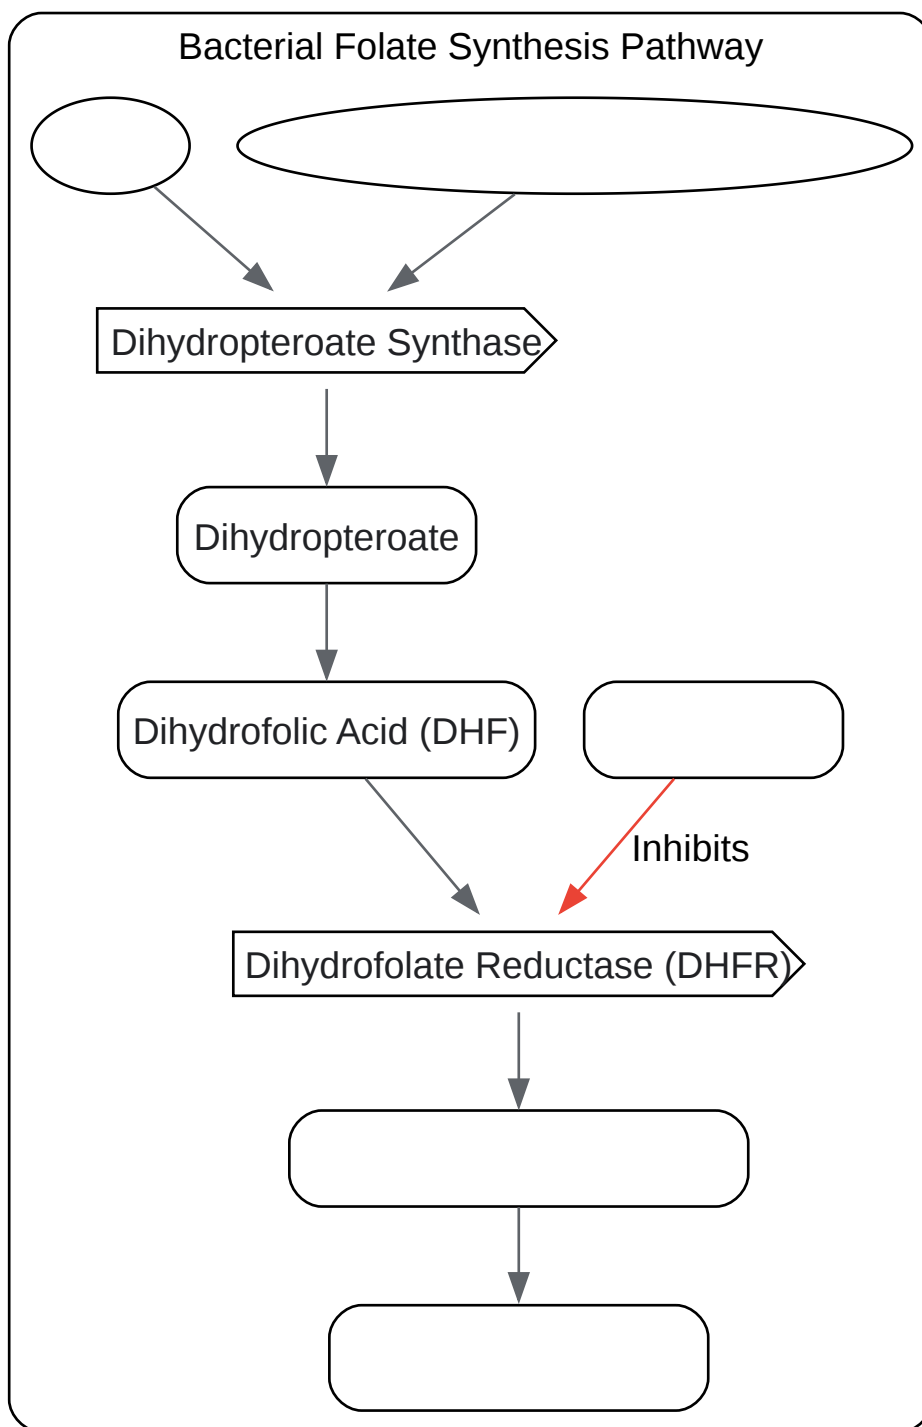 Bacterial Folate Synthesis Pathway
Dihydropteroate Synthase
Dihydropteroate
Dihydrofolic Acid (DHF)
Inhibits
Dihydrofolate Reductase (DHFR)